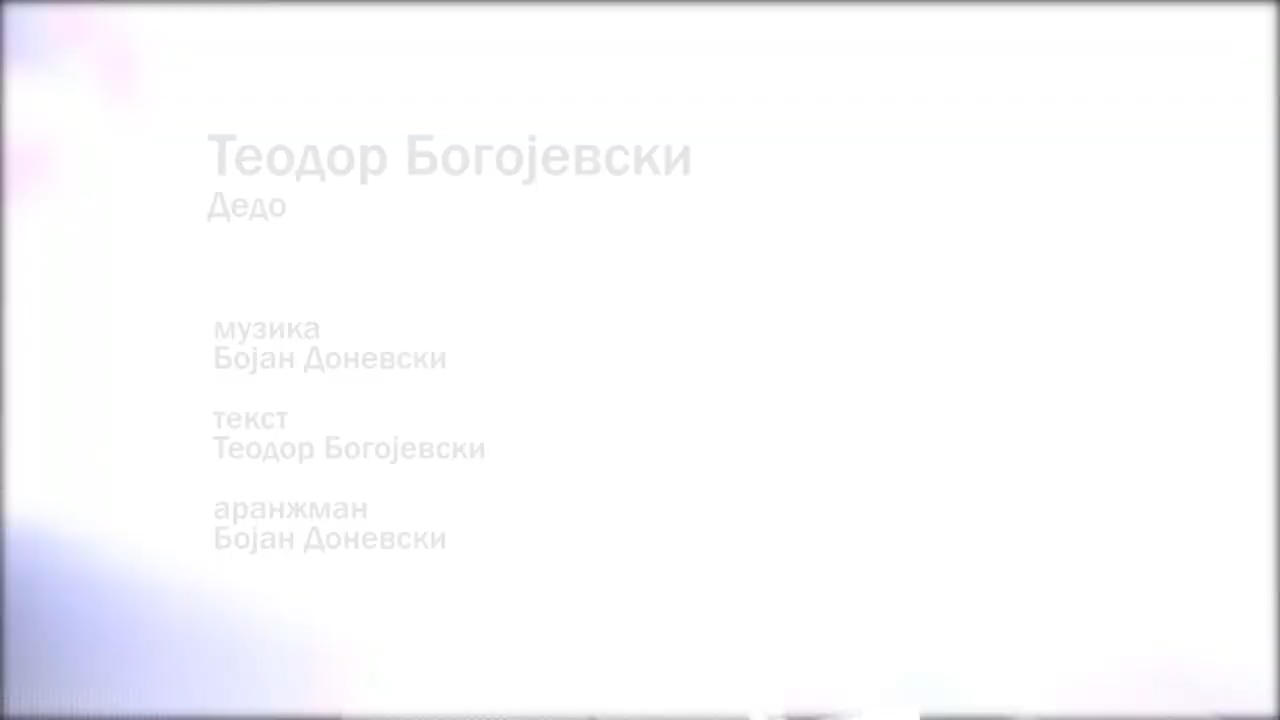 Теодор Богојевски
Дедо
музика
Бојан Доневски
текст
Теодор Богојевски
аранжман
Бојан Доневски